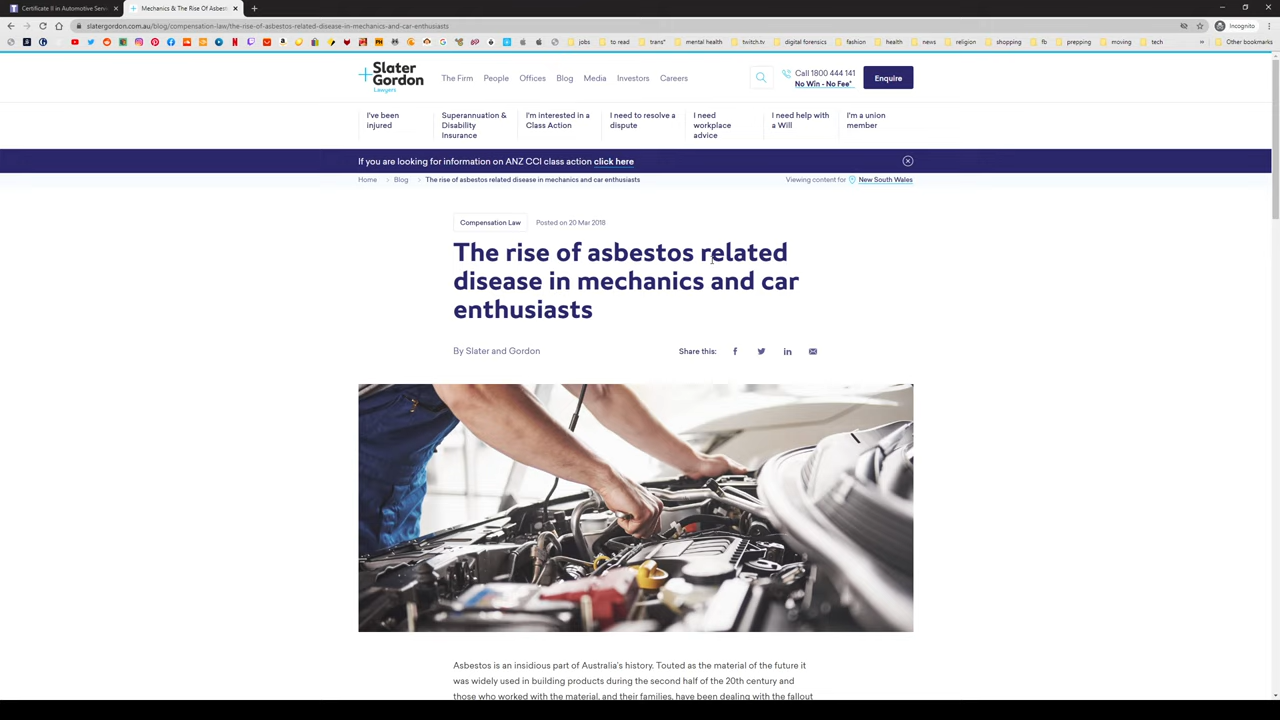 Certificate II in Automotive Servi
Mechanics & The Rise Of Asbest
slatergordon.com.au/blog/compensation-law/the-rise-of-asbestos-related-disease-in-mechanics-and-car-enthusiasts
Incognito
jobs
to read
trans*
mental health
twitch.tv
digital forensics
fashion
health
news
religion
shopping
fb
prepping
moving
tech
Other bookmarks
Slater
Gordon
Lawyers
The Firm
People
Offices
Blog
Media
Investors
Careers
Call 1800 444 141
No Win - No Fee*
Enquire
I've been
injured
Superannuation &
Disability
Insurance
I'm interested in a
Class Action
I need to resolve a
dispute
I need
workplace
advice
I need help with
a Will
I'm a union
member
If you are looking for information on ANZ CCI class action click here
Home > Blog > The rise of asbestos related disease in mechanics and car enthusiasts
Viewing content for New South Wales
Compensation Law
Posted on 20 Mar 2018
The rise of asbestos related
disease in mechanics and car
enthusiasts
By Slater and Gordon
Share this:
Asbestos is an insidious part of Australia's history. Touted as the material of the future it
was widely used in building products during the second half of the 20th century and
those who worked with the material, and their families, have been dealing with the fallout